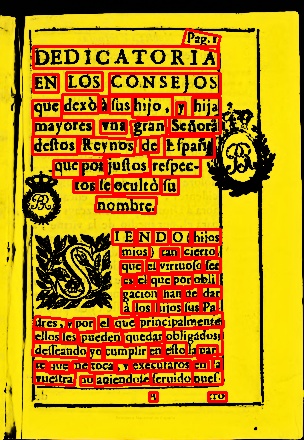 Pag. 1
DEDICATORIA
EN LOS CONSEJOS
que dexò à sus hijo, y hija
mayores vna gran Señora
destos Reynos de España
que por justos respec-
tos se ocultò su
nombre.
SIENDO (hijos
mios) tan cierto,
que el virtuoso sea
es el que por obli
gacion han de dar
à los hijos sus Pa
dres, y por el que principalmente
ellos les pueden quedar obligados;
desseando yo cumplir en esto la par
te que me toca, y executaros en la
vuestra no aviendose servido nues-
A tro